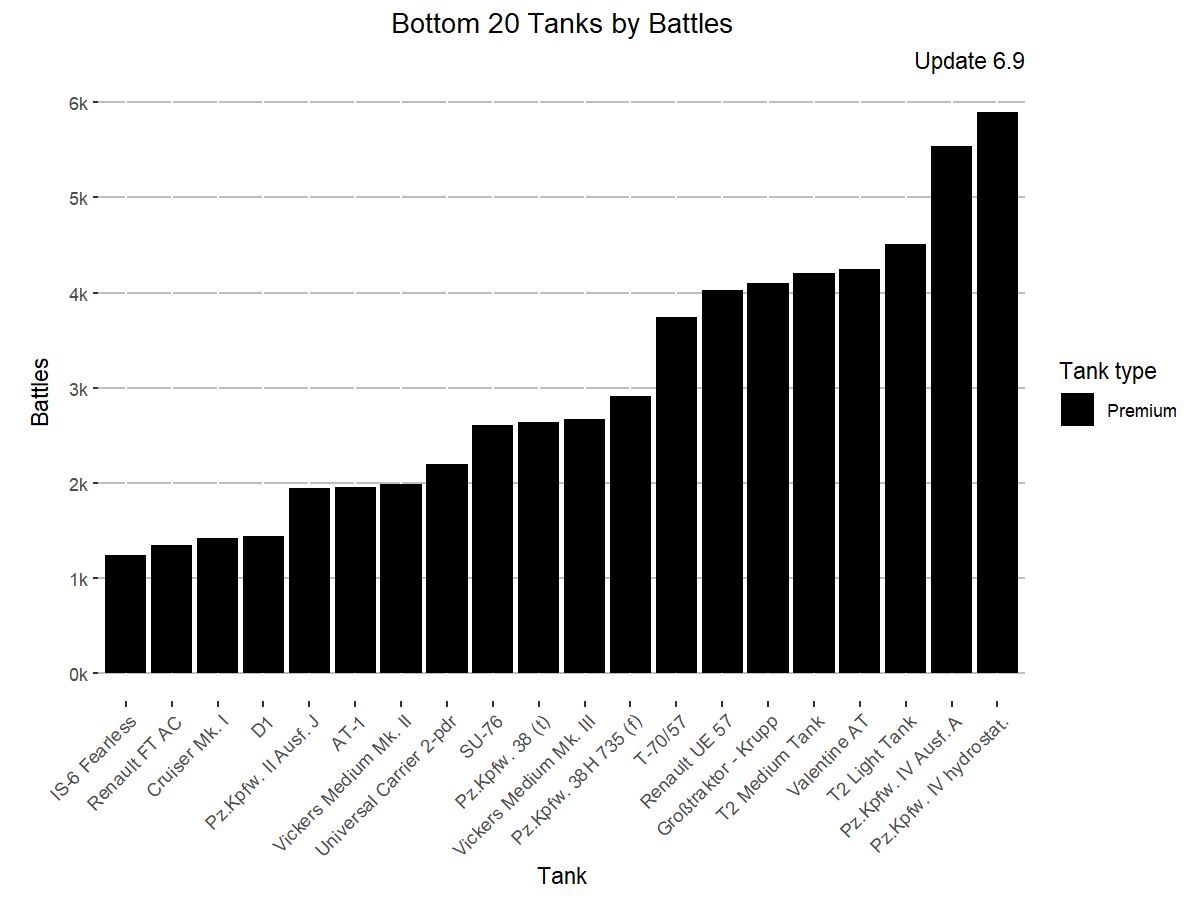 Bottom 20 Tanks by Battles
Update 6.9
6k
5k
4k
3k
2k
1k
0k
Battles
IS-6 Fearless
Renault FT AC
Cruiser Mk. I
D1
Pz.Kpfw. II Ausf. J
AT-1
Vickers Medium Mk. II
Universal Carrier 2-pdr
SU-76
Pz.Kpfw. 38 (t)
Vickers Medium Mk. III
Pz.Kpfw. 38H 735 (f)
T-70/57
Renault UE 57
Großtraktor - Krupp
T2 Medium Tank
Valentine AT
T2 Light Tank
Pz.Kpfw. IV Ausf. A
Pz.Kpfw. IV hydrostat.
Tank
Tank type
Premium